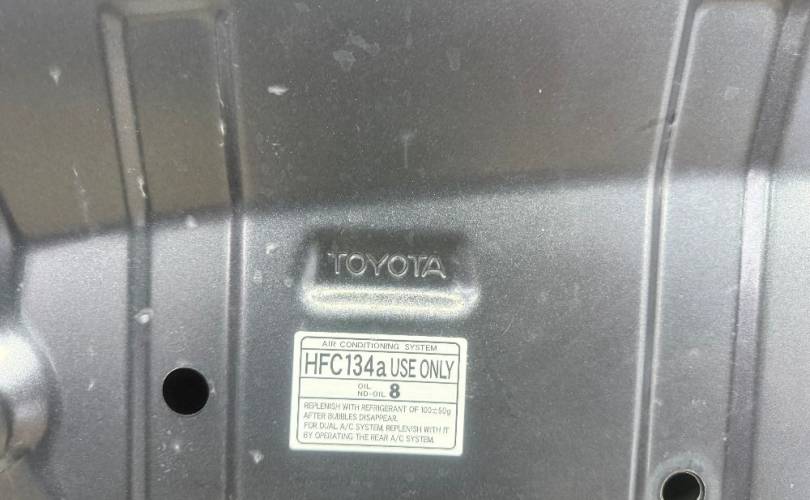 TOYOTA
AIR CONDITIONING SYSTEM
HFC134a USE ONLY
OIL
ND-OIL 8
REPLENISH WITH REFRIGERANT OF 100±50g
AFTER BUBBLES DISAPPEAR.
FOR DUAL A/C SYSTEM, REPLENISH WITH IT
BY OPERATING THE REAR A/C SYSTEM.